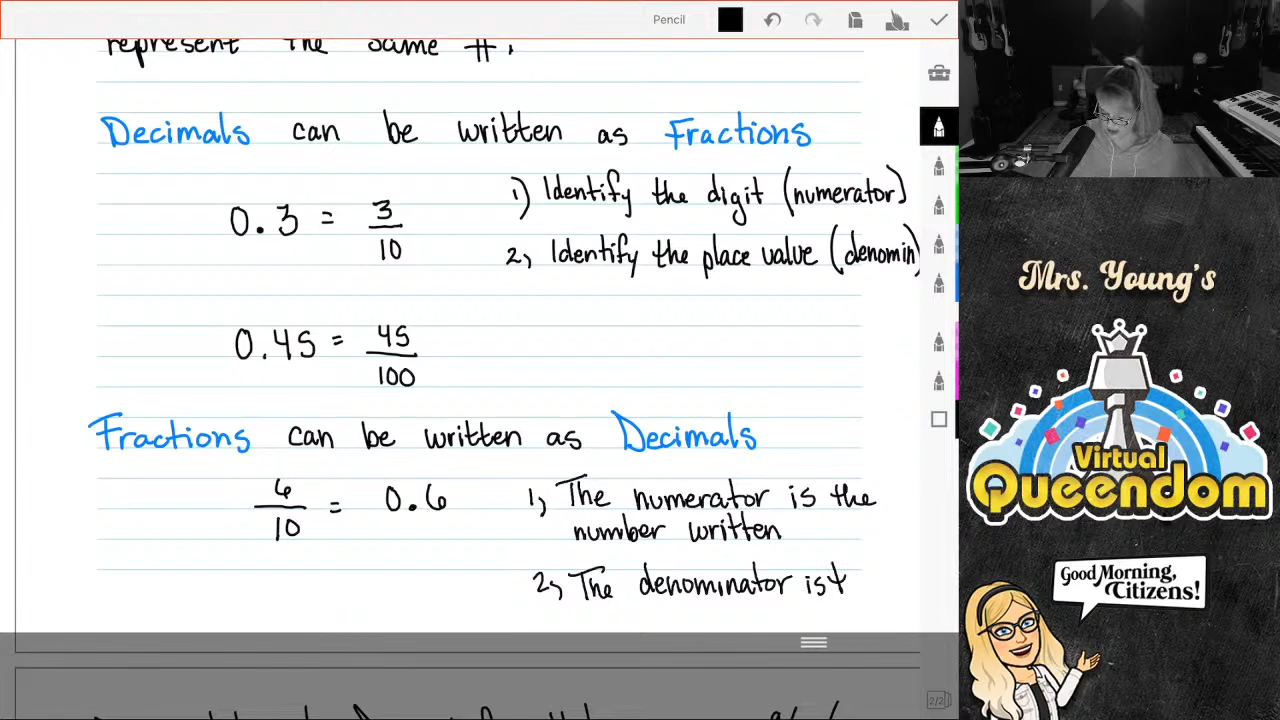 Pencil
represent the same #.
Decimals can be written as Fractions
0.3 = 3/10
1) Identify the digit (numerator)
2, Identify the place value (denomin)
0.45 = 45/100
Fractions can be written as Decimals
6/10 = 0.6
1, The numerator is the
number written
2, The denominator is t
2/2
Mrs. Young's
Virtual
Queendom
Good Morning,
Citizens!